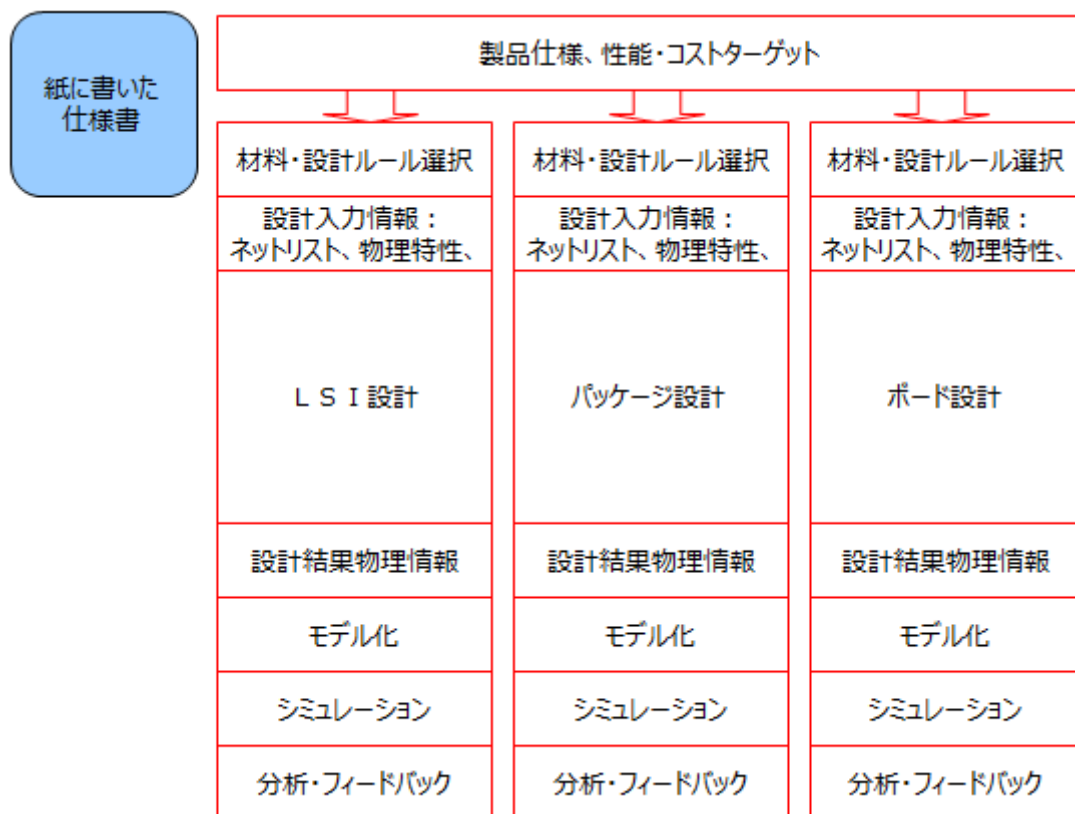 紙に書いた
仕様書
製品仕様、性能・コストターゲット
材料・設計ルール選択
材料・設計ルール選択
材料・設計ルール選択
設計入力情報：
ネットリスト、物理特性、
設計入力情報：
ネットリスト、物理特性、
設計入力情報：
ネットリスト、物理特性、
ＬＳＩ設計
パッケージ設計
ボード設計
設計結果物理情報
設計結果物理情報
設計結果物理情報
モデル化
モデル化
モデル化
シミュレーション
シミュレーション
シミュレーション
分析・フィードバック
分析・フィードバック
分析・フィードバック